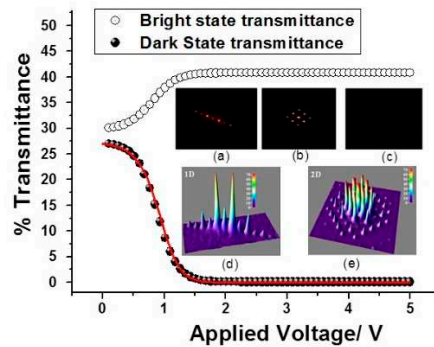 Bright state transmittance
Dark State transmittance
50
45
40
35
30
25
20
15
10
5
0
% Transmittance
(a)
(b)
(c)
1D
2D
(d)
(e)
0
1
2
3
4
5
Applied Voltage/ V